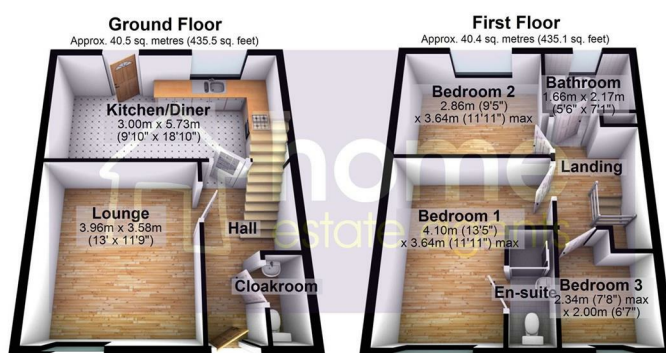 Ground Floor
Approx. 40.5 sq. metres (435.5 sq. feet)
Kitchen/Diner
3.00m x 5.73m
(9'10" x 18'10")
Lounge
3.96m x 3.58m
(13' x 11'9")
Hall
Cloakroom
First Floor
Approx. 40.4 sq. metres (435.1 sq. feet)
Bedroom 2
2.86m (9'5")
x 3.64m (11'11") max
Bathroom
1.66m x 2.17m
(5'6" x 7'1")
Landing
Bedroom 1
4.10m (13'5")
x 3.64m (11'11") max
En-suite
Bedroom 3
2.34m (7'8") max
x 2.00m (6'7")
home
estate agents